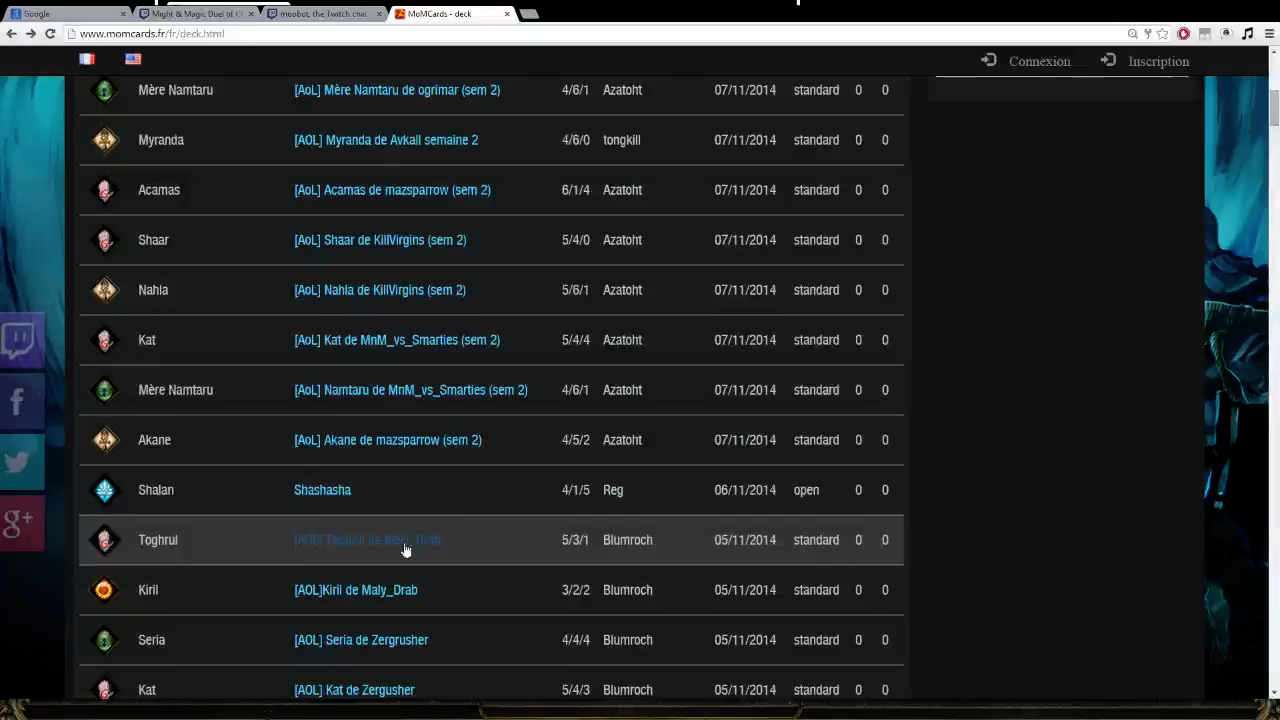 Google
Might & Magic Duel of C
moobot, the Twitch chat
MoMCards - deck
www.momcards.fr/fr/deck.html
Connexion
Inscription
Mère Namtaru [AoL] Mère Namtaru de ogrimar (sem 2) 4/6/1 Azatoht 07/11/2014 standard 0 0
Myranda [AOL] Myranda de Avkall semaine 2 4/6/0 tongkill 07/11/2014 standard 0 0
Acamas [AoL] Acamas de mazsparrow (sem 2) 6/1/4 Azatoht 07/11/2014 standard 0 0
Shaar [AoL] Shaar de KillVirgins (sem 2) 5/4/0 Azatoht 07/11/2014 standard 0 0
Nahla [AoL] Nahla de KillVirgins (sem 2) 5/6/1 Azatoht 07/11/2014 standard 0 0
Kat [AoL] Kat de MnM_vs_Smarties (sem 2) 5/4/4 Azatoht 07/11/2014 standard 0 0
Mère Namtaru [AoL] Namtaru de MnM_vs_Smarties (sem 2) 4/6/1 Azatoht 07/11/2014 standard 0 0
Akane [AoL] Akane de mazsparrow (sem 2) 4/5/2 Azatoht 07/11/2014 standard 0 0
Shalan Shashasha 4/1/5 Reg 06/11/2014 open 0 0
Toghrul [AOL] Toghrul de 5/3/1 Blumroch 05/11/2014 standard 0 0
Kiril [AOL]Kiril de Maly_Drab 3/2/2 Blumroch 05/11/2014 standard 0 0
Seria [AOL] Seria de Zergrusher 4/4/4 Blumroch 05/11/2014 standard 0 0
Kat [AOL] Kat de Zergusher 5/4/3 Blumroch 05/11/2014 standard 0 0